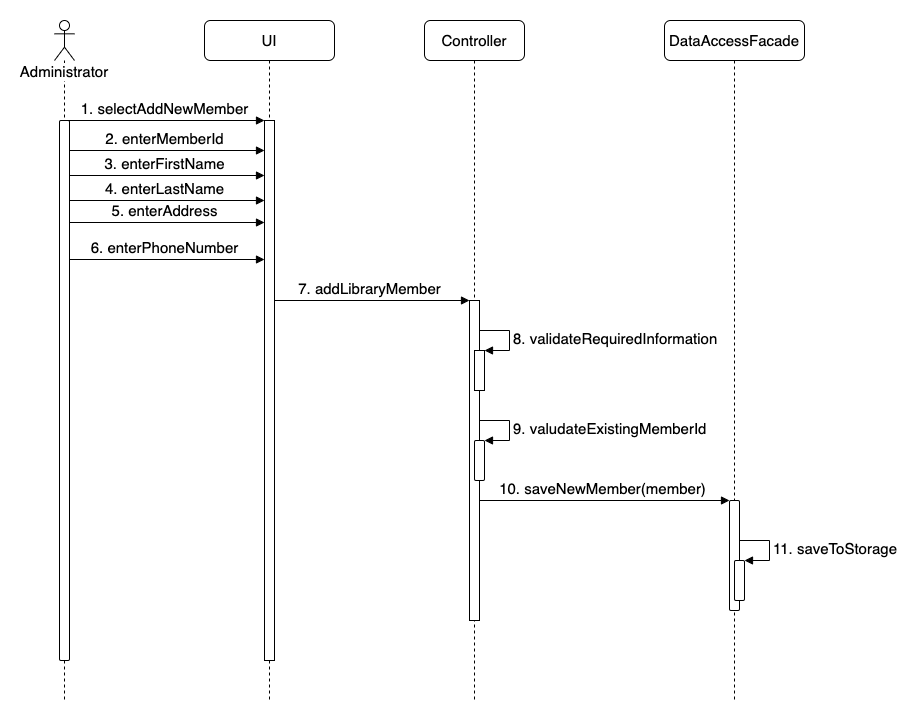 UI
Controller
DataAccessFacade
Administrator
1. selectAddNewMember
2. enterMemberId
3. enterFirstName
4. enterLastName
5. enterAddress
6. enterPhoneNumber
7. addLibraryMember
8. validateRequiredInformation
9. valudateExistingMemberId
10. saveNewMember(member)
11. saveToStorage